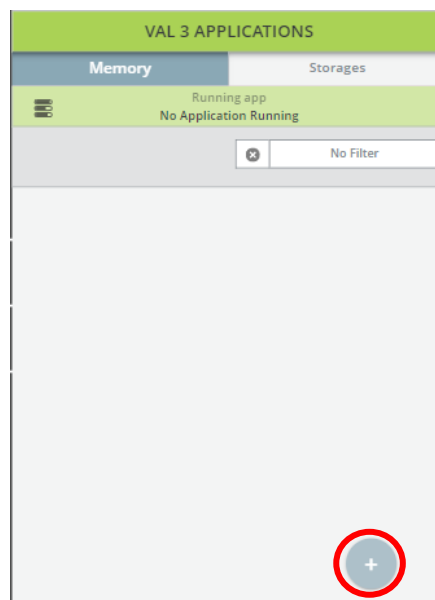 VAL 3 APPLICATIONS
Memory
Storages
Running app
No Application Running
No Filter
+